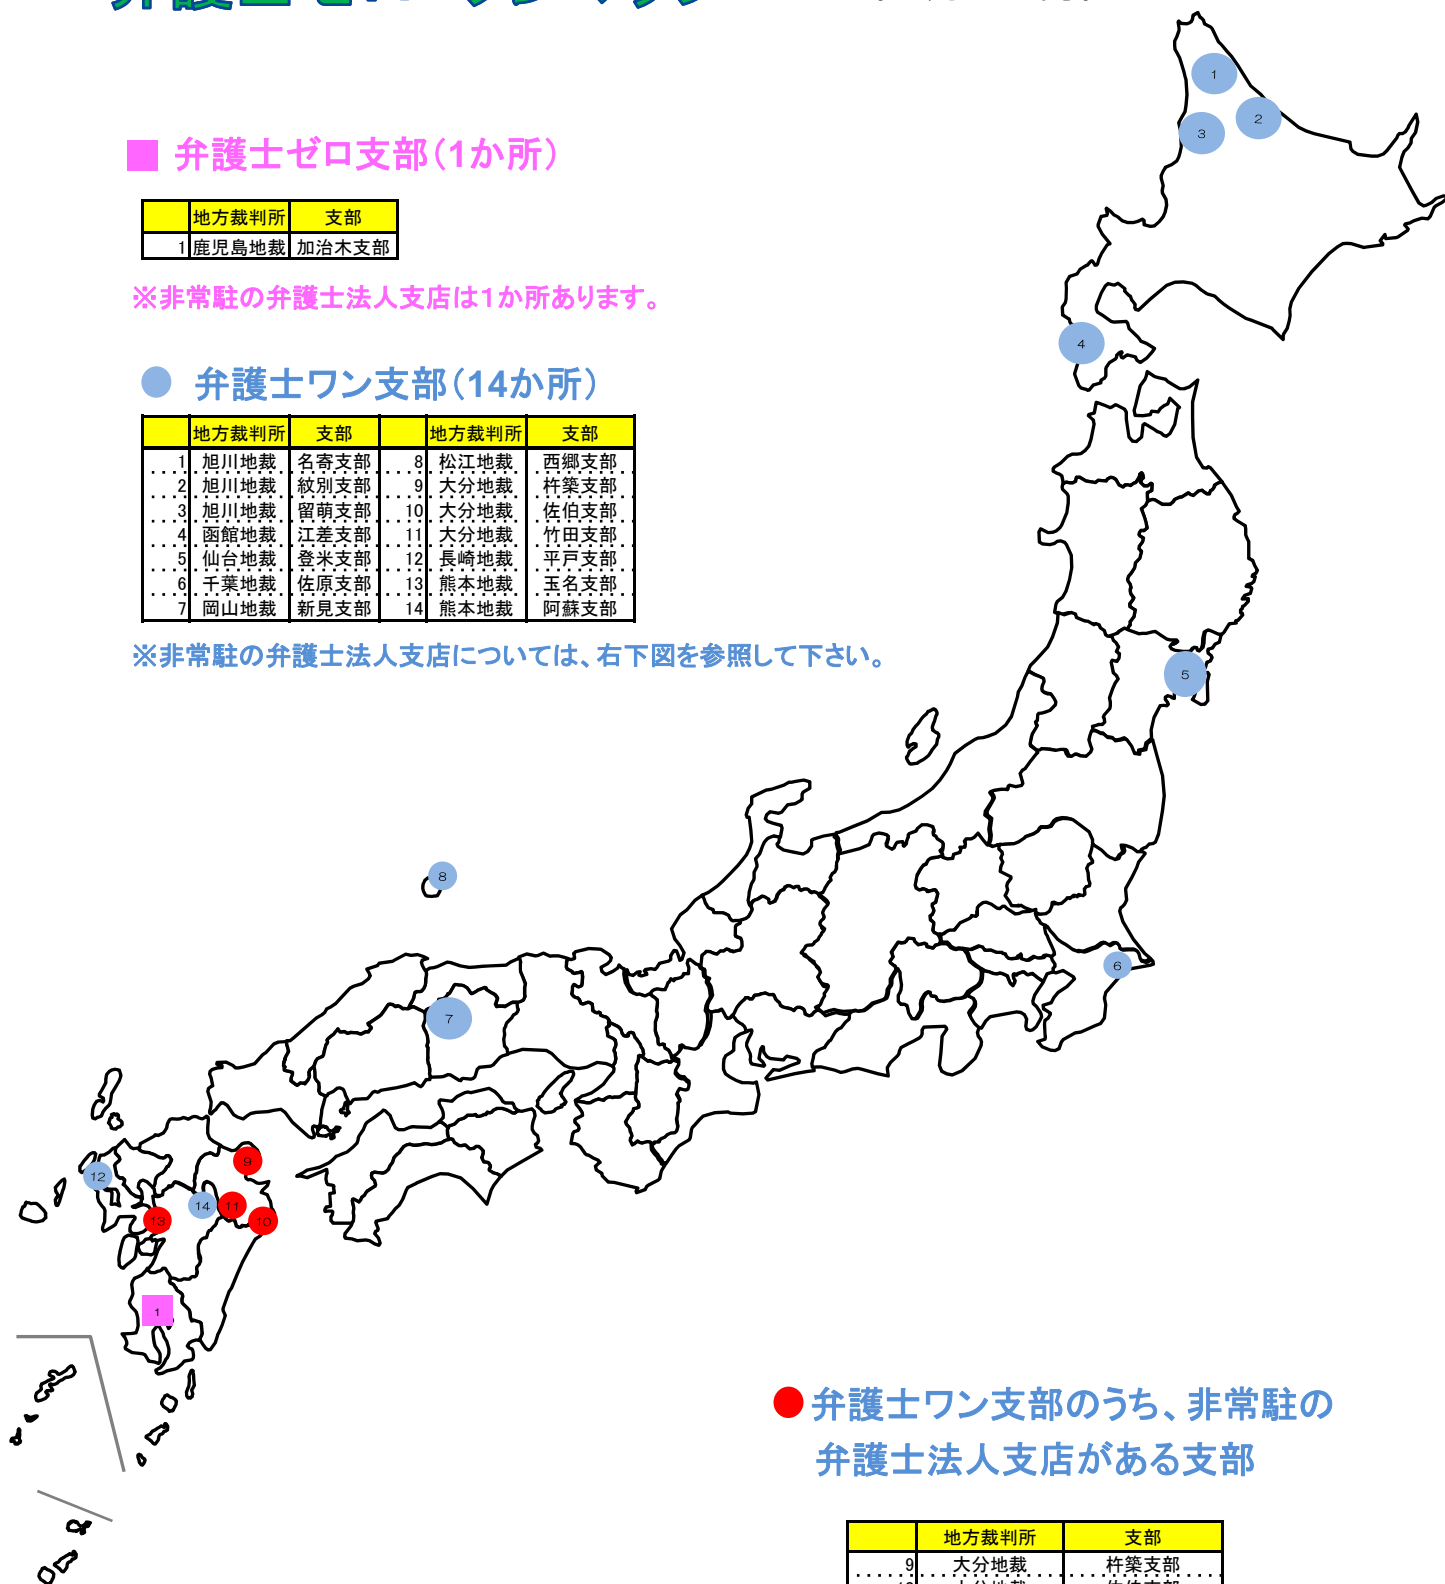 ■ 弁護士ゼロ支部(1か所)
地方裁判所 支部
1 鹿児島地裁 加治木支部
※非常駐の弁護士法人支店は1か所あります。
● 弁護士ワン支部(14か所)
地方裁判所 支部 地方裁判所 支部
1 旭川地裁 名寄支部 8 松江地裁 西郷支部
2 旭川地裁 紋別支部 9 大分地裁 杵築支部
3 旭川地裁 留萌支部 10 大分地裁 佐伯支部
4 函館地裁 江差支部 11 大分地裁 竹田支部
5 仙台地裁 登米支部 12 長崎地裁 平戸支部
6 千葉地裁 佐原支部 13 熊本地裁 玉名支部
7 岡山地裁 新見支部 14 熊本地裁 阿蘇支部
※非常駐の弁護士法人支店については、右下図を参照して下さい。
1
2
3
4
5
8
6
7
9
12
14
11
13
10
1
●弁護士ワン支部のうち、非常駐の
弁護士法人支店がある支部
地方裁判所 支部
9 大分地裁 杵築支部